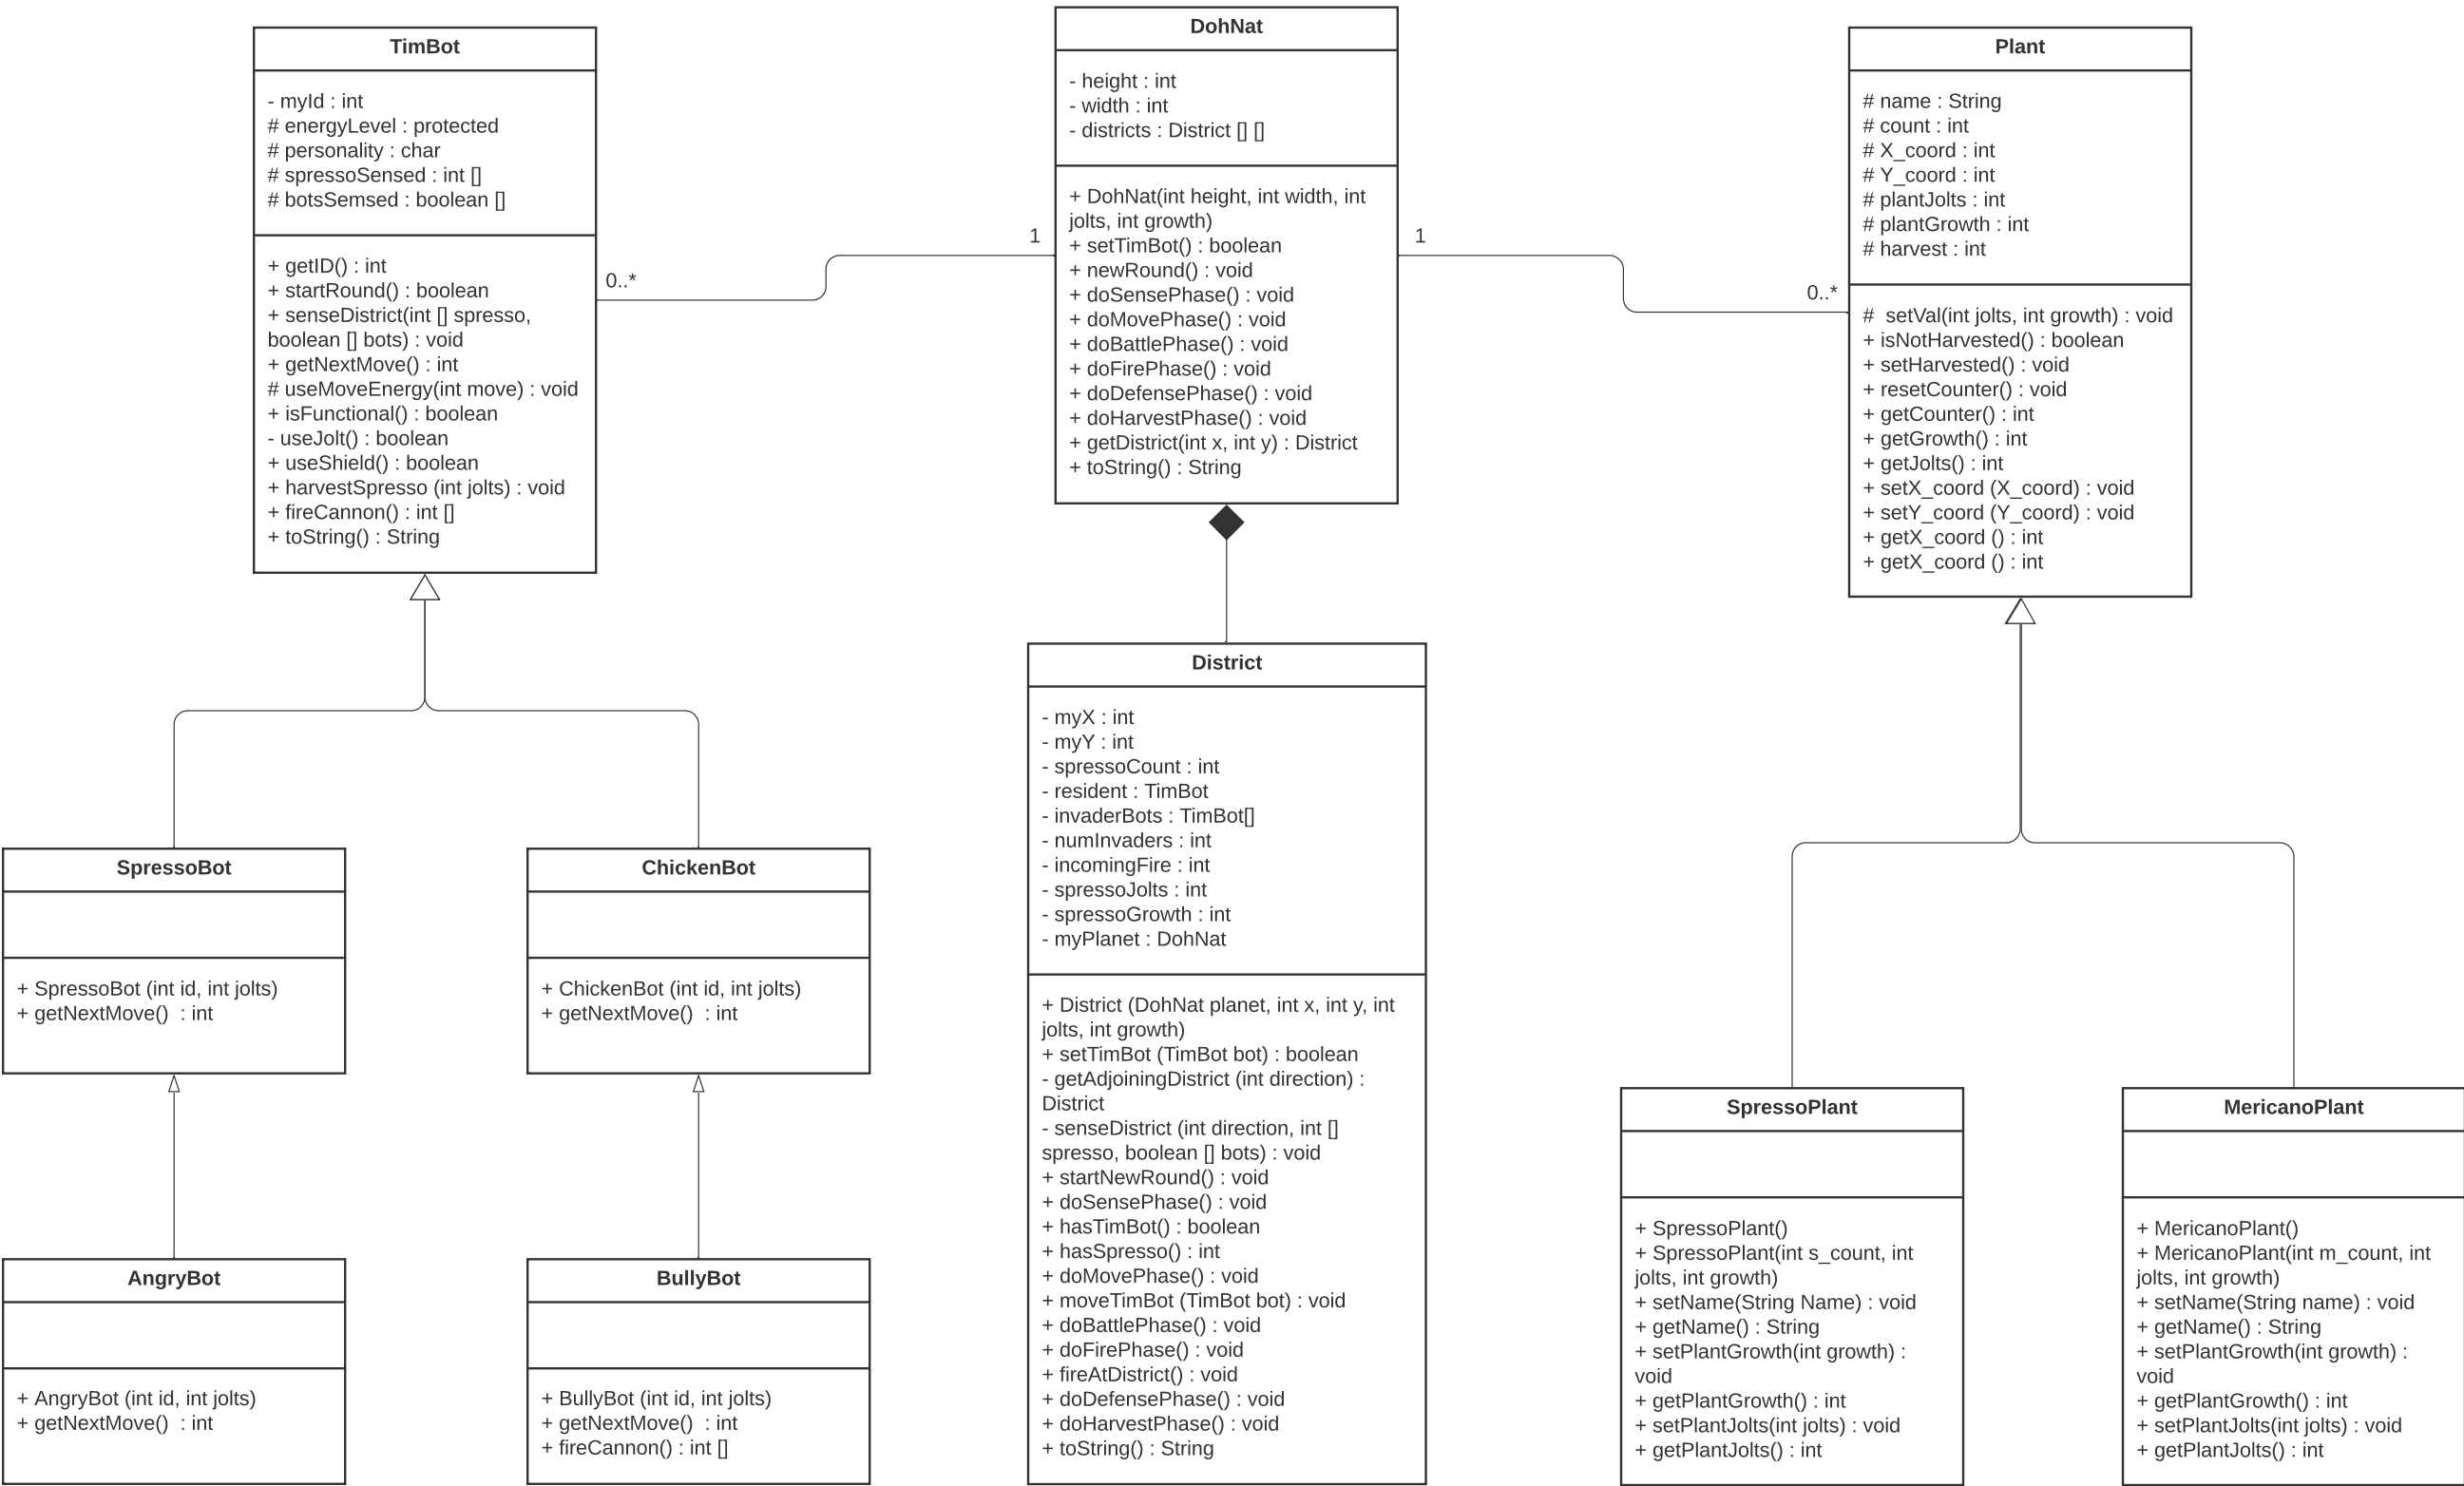 TimBot
- myId : int
# energyLevel : protected
# personality : char
# spressoSensed : int []
# botsSemsed : boolean []
+ getID() : int
+ startRound() : boolean
+ senseDistrict(int [] spresso,
boolean [] bots) : void
+ getNextMove() : int
# useMoveEnergy(int move) : void
+ isFunctional() : boolean
- useJolt() : boolean
+ useShield() : boolean
+ harvestSpresso (int jolts) : void
+ fireCannon() : int []
+ toString() : String
0..*
1
DohNat
- height : int
- width : int
- districts : District [] []
+ DohNat(int height, int width, int
jolts, int growth)
+ setTimBot() : boolean
+ newRound() : void
+ doSensePhase() : void
+ doMovePhase() : void
+ doBattlePhase() : void
+ doFirePhase() : void
+ doDefensePhase() : void
+ doHarvestPhase() : void
+ getDistrict(int x, int y) : District
+ toString() : String
1
0..*
Plant
# name : String
# count : int
# X_coord : int
# Y_coord : int
# plantJolts : int
# plantGrowth : int
# harvest : int
#  setVal(int jolts, int growth) : void
+ isNotHarvested() : boolean
+ setHarvested() : void
+ resetCounter() : void
+ getCounter() : int
+ getGrowth() : int
+ getJolts() : int
+ setX_coord (X_coord) : void
+ setY_coord (Y_coord) : void
+ getX_coord () : int
+ getX_coord () : int
SpressoBot
+ SpressoBot (int id, int jolts)
+ getNextMove()  : int
ChickenBot
+ ChickenBot (int id, int jolts)
+ getNextMove()  : int
AngryBot
+ AngryBot (int id, int jolts)
+ getNextMove()  : int
BullyBot
+ BullyBot (int id, int jolts)
+ getNextMove()  : int
+ fireCannon() : int []
District
- myX : int
- myY : int
- spressoCount : int
- resident : TimBot
- invaderBots : TimBot[]
- numInvaders : int
- incomingFire : int
- spressoJolts : int
- spressoGrowth : int
- myPlanet : DohNat
+ District (DohNat planet, int x, int y, int
jolts, int growth)
+ setTimBot (TimBot bot) : boolean
- getAdjoiningDistrict (int direction) :
District
- senseDistrict (int direction, int []
spresso, boolean [] bots) : void
+ startNewRound() : void
+ doSensePhase() : void
+ hasTimBot() : boolean
+ hasSpresso() : int
+ doMovePhase() : void
+ moveTimBot (TimBot bot) : void
+ doBattlePhase() : void
+ doFirePhase() : void
+ fireAtDistrict() : void
+ doDefensePhase() : void
+ doHarvestPhase() : void
+ toString() : String
SpressoPlant
+ SpressoPlant()
+ SpressoPlant(int s_count, int
jolts, int growth)
+ setName(String Name) : void
+ getName() : String
+ setPlantGrowth(int growth) :
void
+ getPlantGrowth() : int
+ setPlantJolts(int jolts) : void
+ getPlantJolts() : int
MericanoPlant
+ MericanoPlant()
+ MericanoPlant(int m_count, int
jolts, int growth)
+ setName(String name) : void
+ getName() : String
+ setPlantGrowth(int growth) :
void
+ getPlantGrowth() : int
+ setPlantJolts(int jolts) : void
+ getPlantJolts() : int